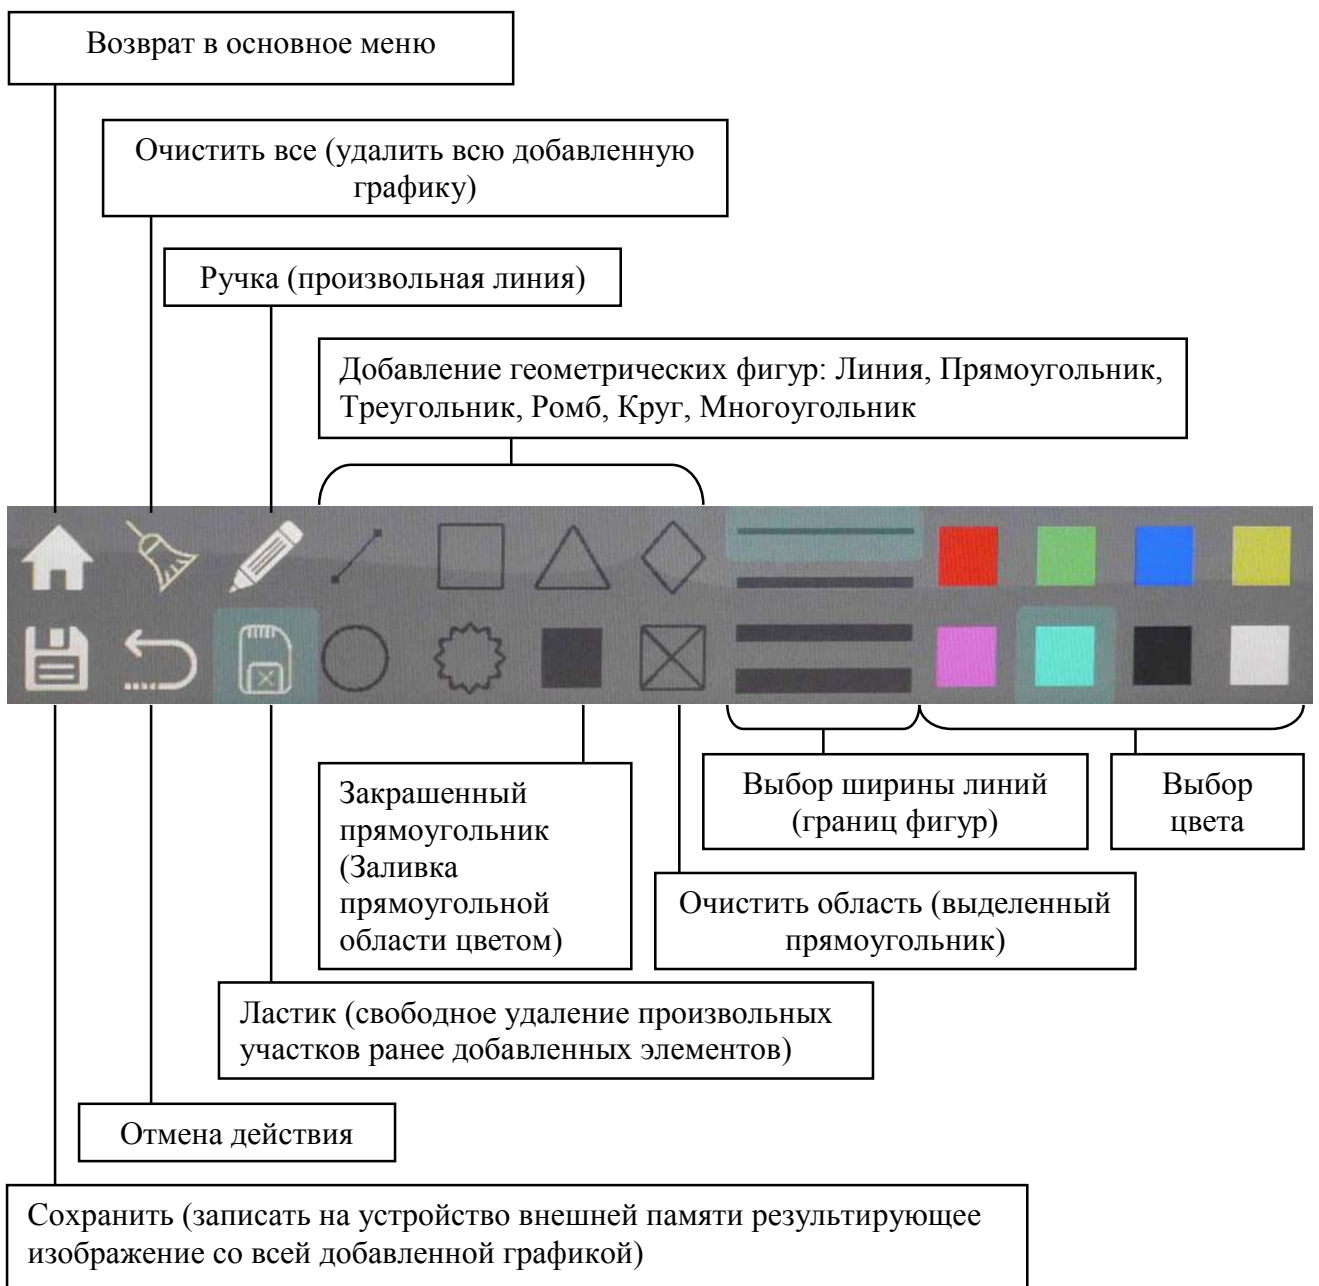 Возврат в основное меню
Очистить все (удалить всю добавленную
графику)
Ручка (произвольная линия)
Добавление геометрических фигур: Линия, Прямоугольник,
Треугольник, Ромб, Круг, Многоугольник
Закрашенный
прямоугольник
(Заливка
прямоугольной
области цветом)
Выбор ширины линий
(границ фигур)
Выбор
цвета
Очистить область (выделенный
прямоугольник)
Ластик (свободное удаление произвольных
участков ранее добавленных элементов)
Отмена действия
Сохранить (записать на устройство внешней памяти результирующее
изображение со всей добавленной графикой)